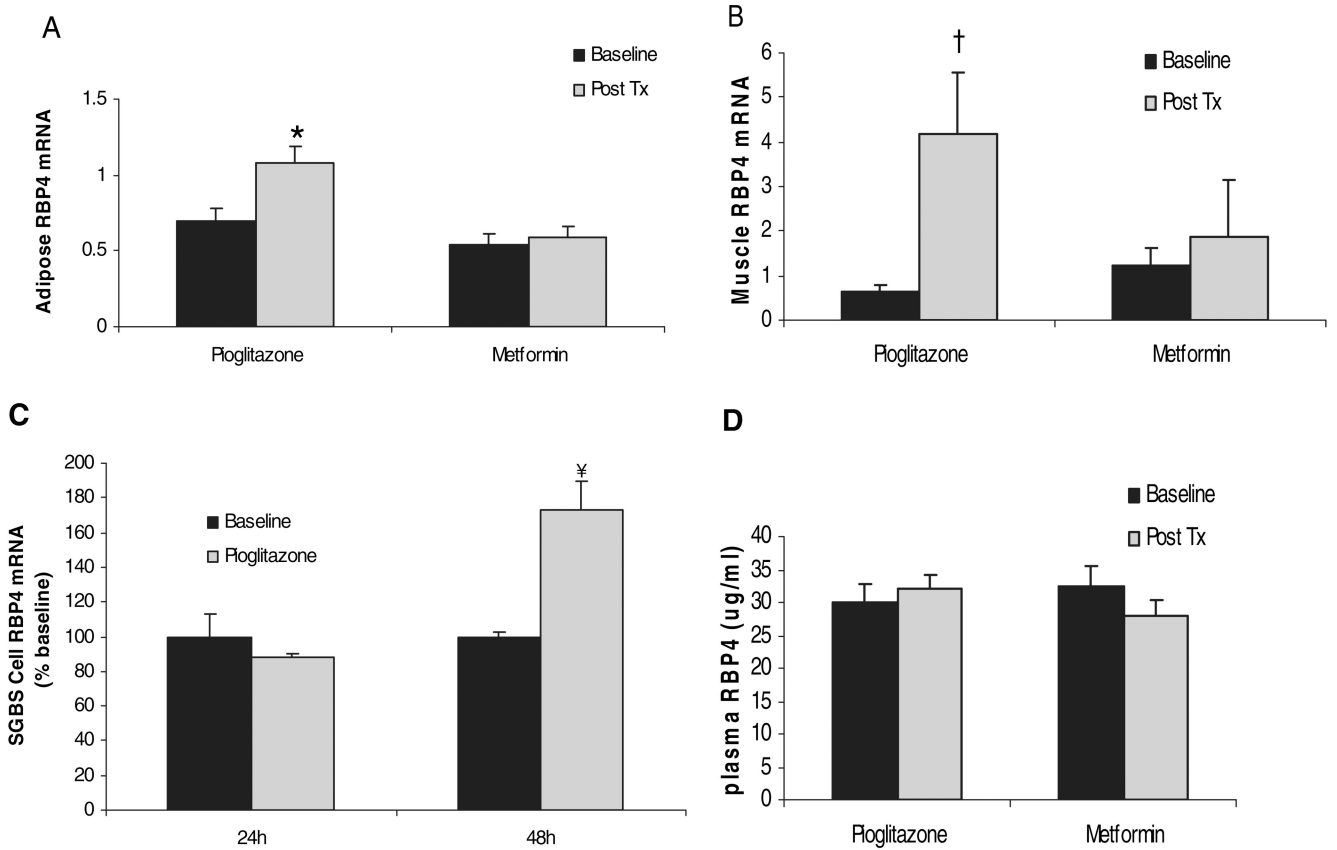 A
Baseline
Post Tx
1.5
1
0.5
0
Adipose RBP4 mRNA
*
Pioglitazone
Metformin
B
Baseline
Post Tx
6
5
4
3
2
1
0
Muscle RBP4 mRNA
†
Pioglitazone
Metformin
C
200
180
160
140
120
100
80
60
40
20
0
SGBS Cell RBP4 mRNA
(% baseline)
Baseline
Pioglitazone
¥
24h
48h
D
Baseline
Post Tx
40
35
30
25
20
15
10
5
0
plasma RBP4 (ug/ml)
Pioglitazone
Metformin